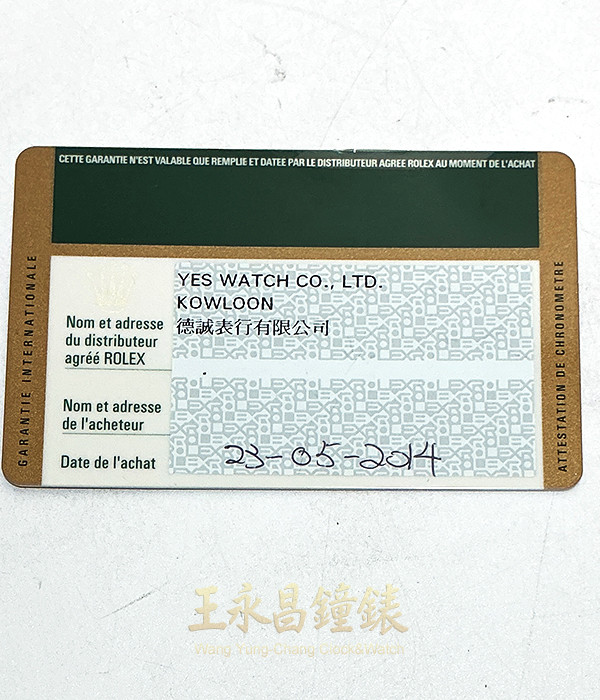 CETTE GARANTIE N'EST VALABLE QUE REMPLIE ET DATEE PAR LE DISTRIBUTEUR AGREE ROLEX AU MOMENT DE L'ACHAT
GARANTIE INTERNATIONALE
YES WATCH CO., LTD.
KOWLOON
德誠表行有限公司
Nom et adresse
du distributeur
agréé ROLEX
Nom et adresse
de l'acheteur
Date de l'achat
23-05-2014
ATTESTATION DE CHRONOMETRE
王永昌鐘錶
Wang, Yung-Chang Clock&Watch